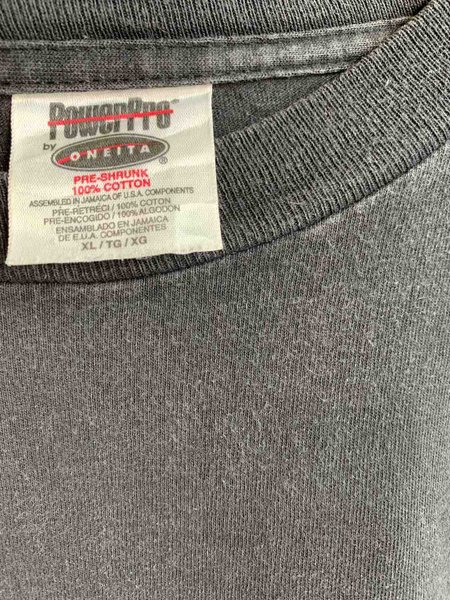 PowerPro™
by ONEITA®
PRE-SHRUNK
100% COTTON
ASSEMBLED IN JAMAICA OF U.S.A. COMPONENTS
PRE-RETRECI/100% COTON
PRE-ENCOGIDO/100% ALGODON
ENSAMBLADO EN JAMAICA
DE E.U.A. COMPONENTES
XL/TG/XG